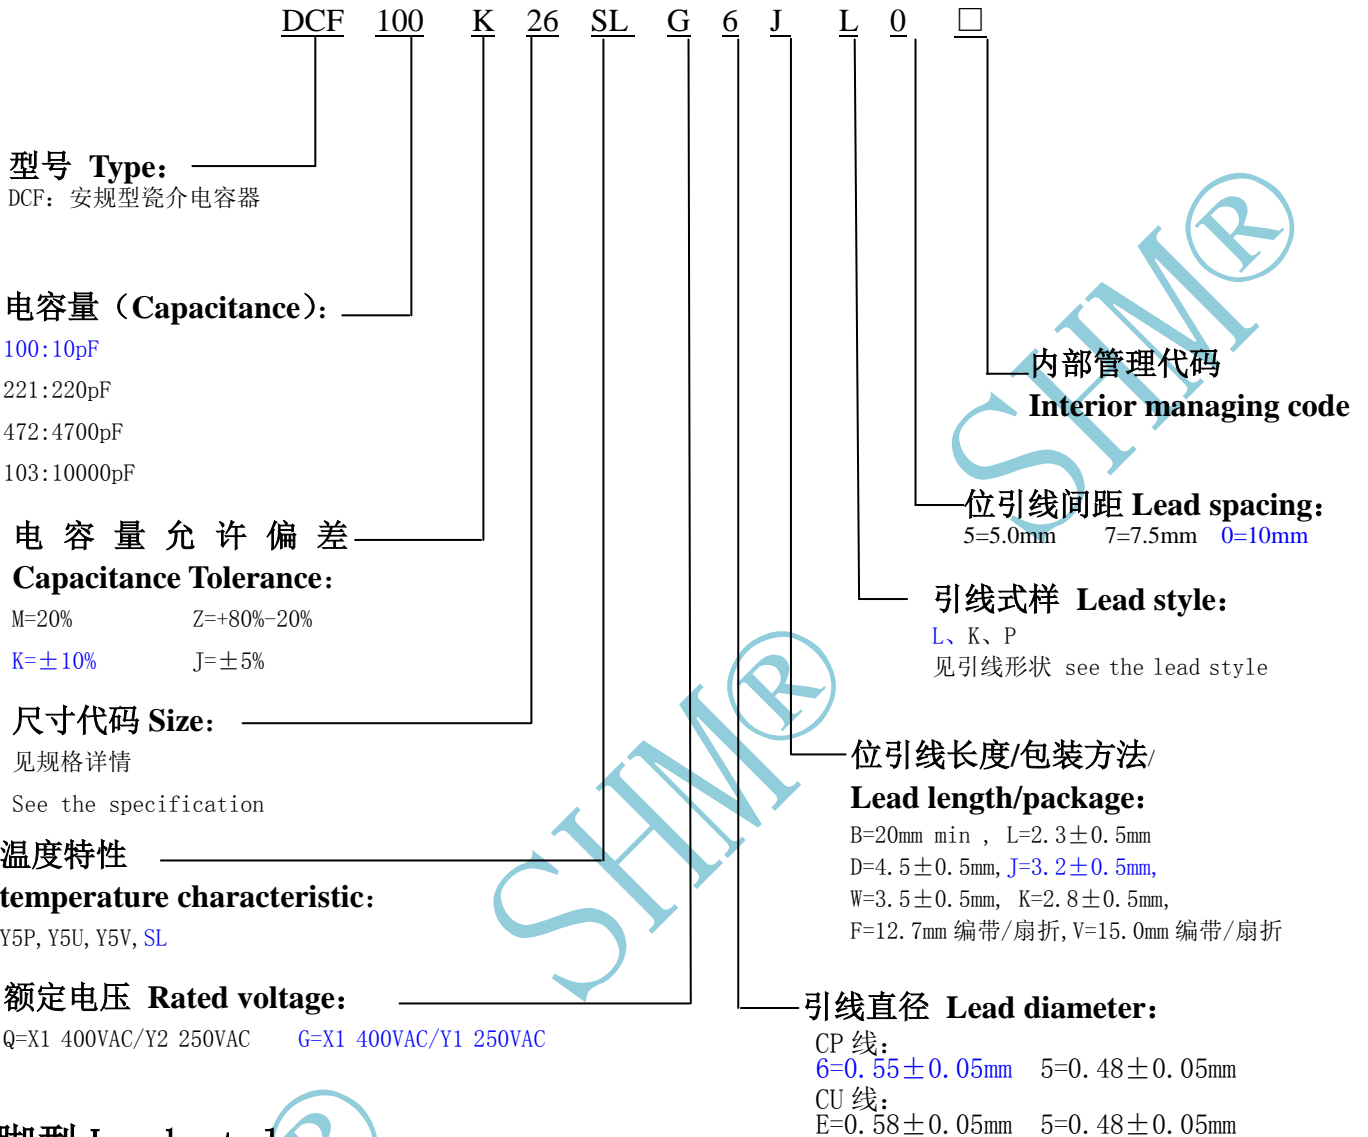 DCF 100 K 26 SL G 6 J L 0 □
型号 Type：
DCF：安规型瓷介电容器
电容量（Capacitance）：
100:10pF
221:220pF
472:4700pF
103:10000pF
电 容 量 允 许 偏 差
Capacitance Tolerance：
M=20% Z=+80%-20%
K=±10% J=±5%
尺寸代码 Size：
见规格详情
See the specification
温度特性
temperature characteristic：
Y5P,Y5U,Y5V,SL
额定电压 Rated voltage：
Q=X1 400VAC/Y2 250VAC G=X1 400VAC/Y1 250VAC
内部管理代码
Interior managing code
位引线间距 Lead spacing：
5=5.0mm 7=7.5mm 0=10mm
引线式样 Lead style：
L、K、P
见引线形状 see the lead style
位引线长度/包装方法/
Lead length/package：
B=20mm min , L=2.3±0.5mm
D=4.5±0.5mm,J=3.2±0.5mm,
W=3.5±0.5mm, K=2.8±0.5mm,
F=12.7mm 编带/扇折,V=15.0mm 编带/扇折
引线直径 Lead diameter：
CP 线：
6=0.55±0.05mm 5=0.48±0.05mm
CU 线：
E=0.58±0.05mm 5=0.48±0.05mm
SHM®
SHM®